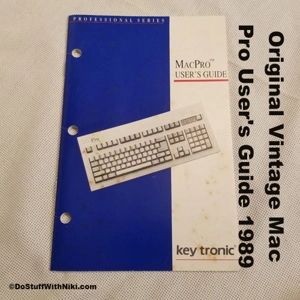 PROFESSIONAL SERIES
MACPRO™
USER'S GUIDE
key tronic®
Original Vintage Mac
Pro User's Guide 1989
©DoStuffWithNiki.com